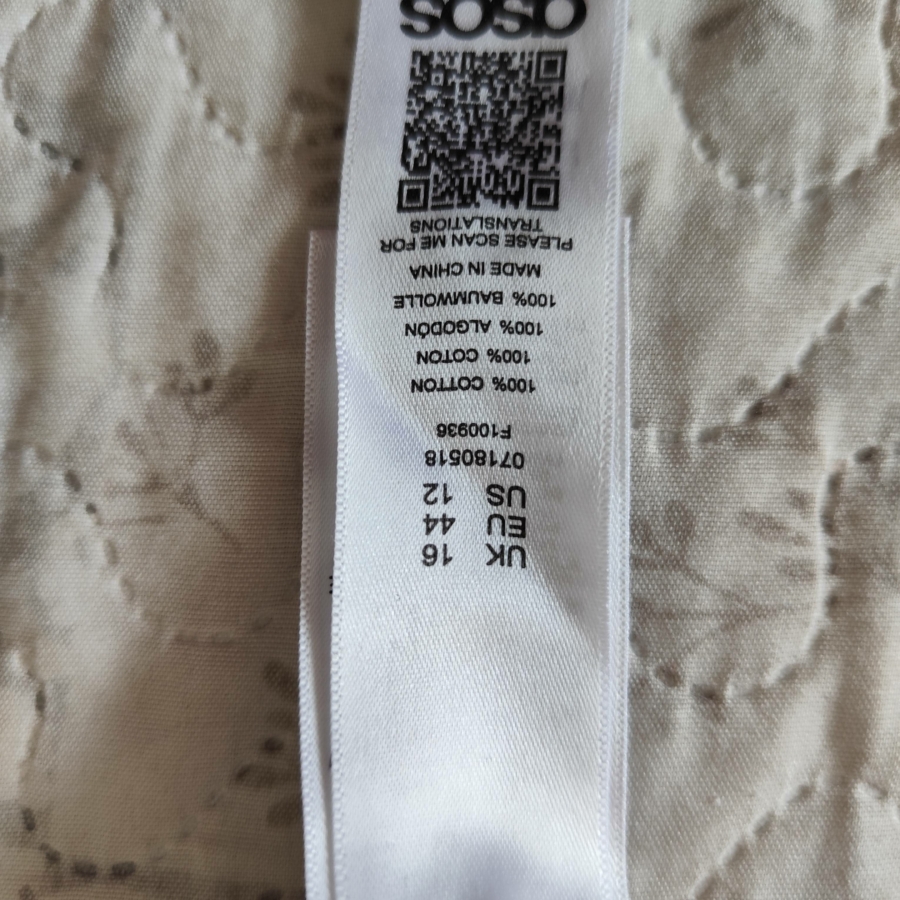 UK 16
EU 44
US 12
07180518
F100936
100% COTTON
100% COTON
100% ALGODÓN
100% BAUMWOLLE
MADE IN CHINA
PLEASE SCAN ME FOR
TRANSLATIONS
asos